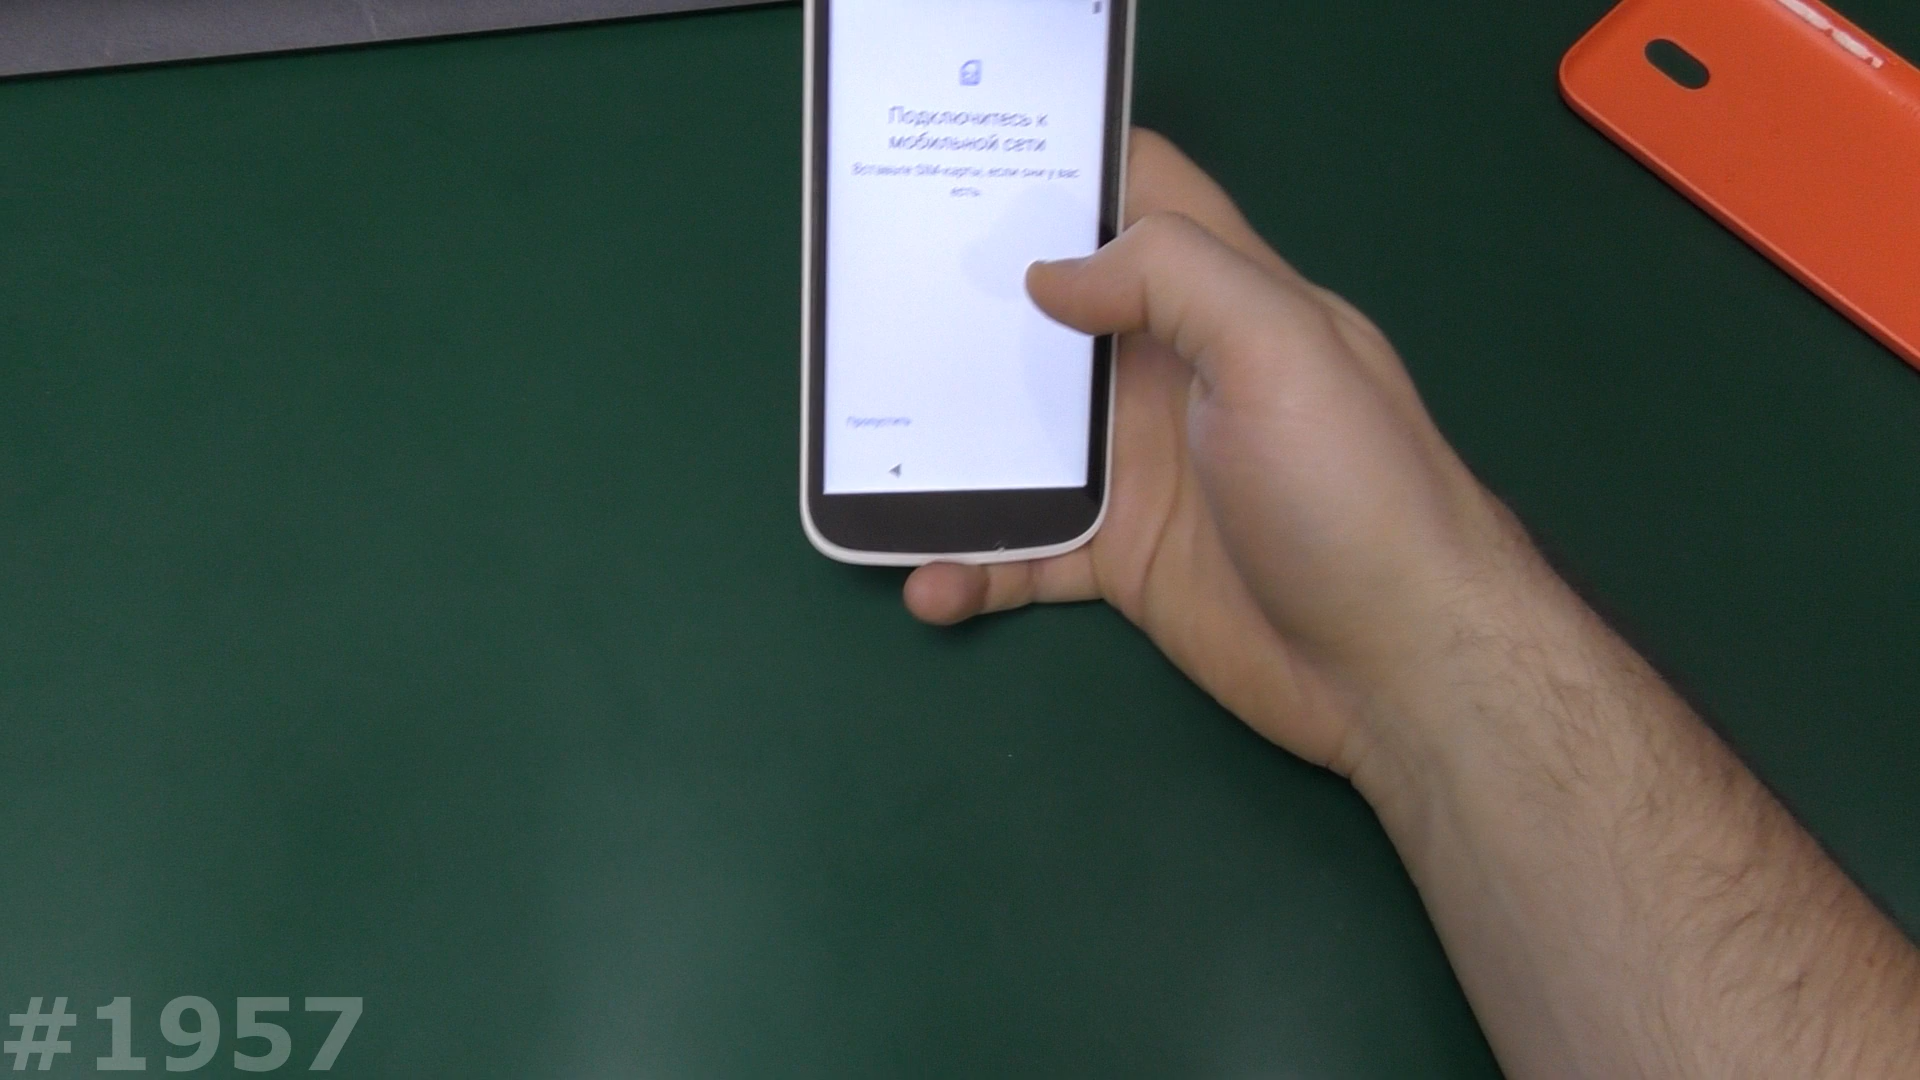 Подключитесь к
мобильной сети
Вставьте SIM-карты, если они у вас
есть.
Пропустить
#1957